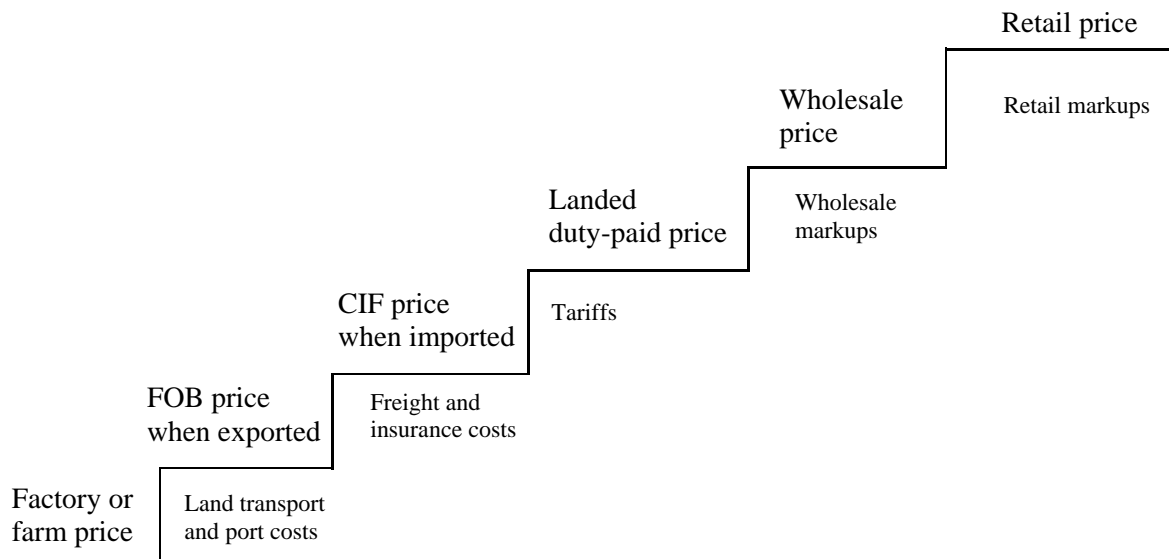 Retail price
Retail markups
Wholesale
price
Wholesale
markups
Landed
duty-paid price
Tariffs
CIF price
when imported
Freight and
insurance costs
FOB price
when exported
Land transport
and port costs
Factory or
farm price